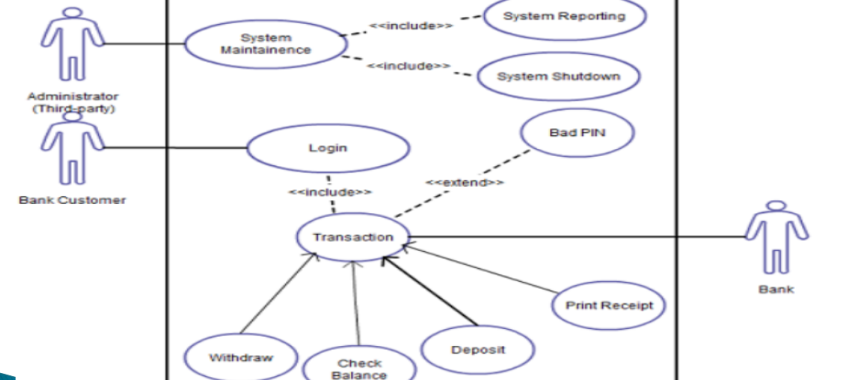 <<include>>
System Reporting
System
Maintainence
<<include>>
System Shutdown
Administrator
(Third-party)
Bad PIN
Login
<<extend>>
<<include>>
Bank Customer
Transaction
Bank
Print Receipt
Withdraw
Check
Balance
Deposit